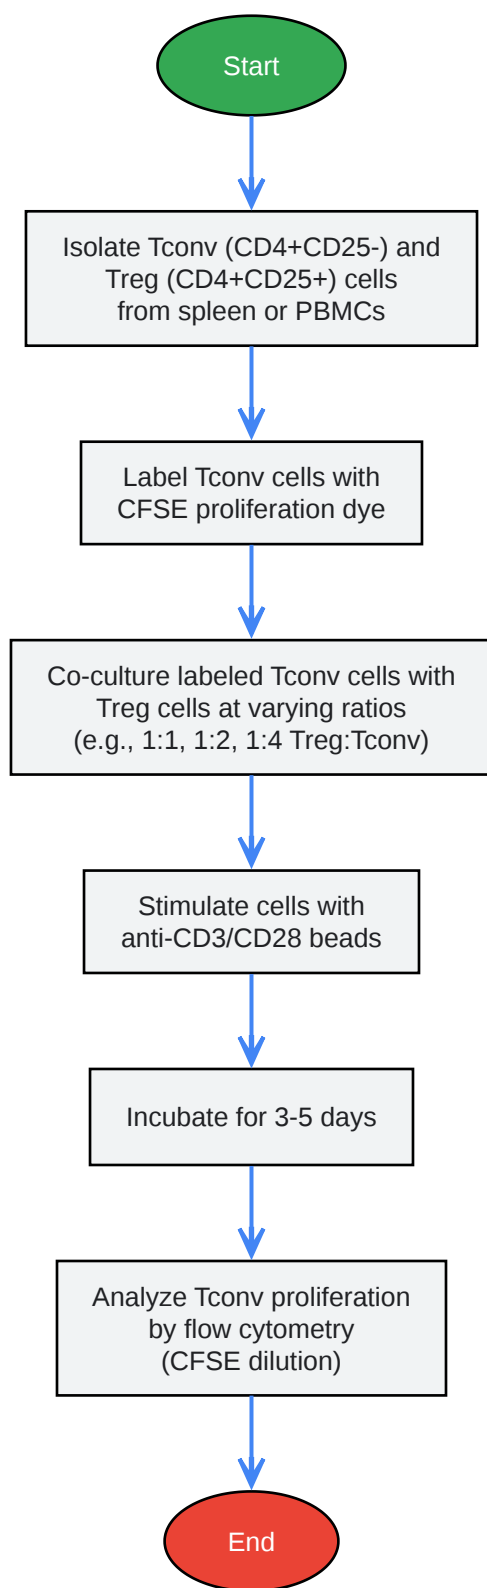 Start
Isolate Tconv (CD4+CD25-) and
Treg (CD4+CD25+) cells
from spleen or PBMCs
Label Tconv cells with
CFSE proliferation dye
Co-culture labeled Tconv cells with
Treg cells at varying ratios
(e.g., 1:1, 1:2, 1:4 Treg:Tconv)
Stimulate cells with
anti-CD3/CD28 beads
Incubate for 3-5 days
Analyze Tconv proliferation
by flow cytometry
(CFSE dilution)
End